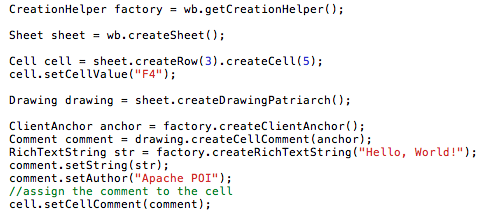 CreationHelper factory = wb.getCreationHelper();
Sheet sheet = wb.createSheet();
Cell cell = sheet.createRow(3).createCell(5);
cell.setCellValue("F4");
Drawing drawing = sheet.createDrawingPatriarch();
ClientAnchor anchor = factory.createClientAnchor();
Comment comment = drawing.createCellComment(anchor);
RichTextString str = factory.createRichTextString("Hello, World!");
comment.setString(str);
comment.setAuthor("Apache POI");
//assign the comment to the cell
cell.setCellComment(comment);